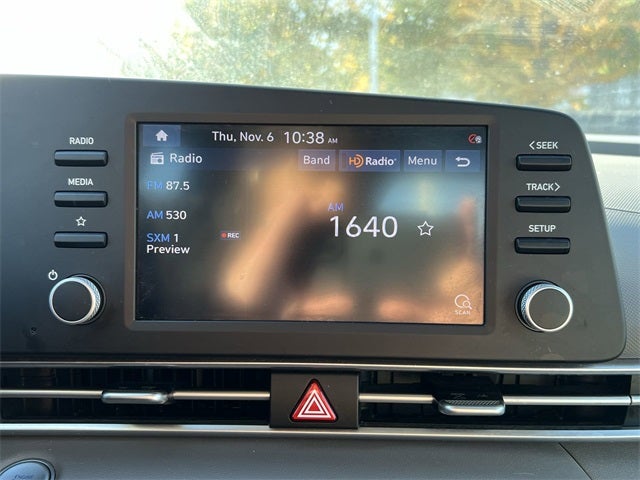 Thu, Nov. 6 10:38 AM
Radio Band HD Radio Menu
FM 87.5
AM 530
SXM 1
Preview
REC
AM
1640
SCAN
RADIO
MEDIA
< SEEK
TRACK >
SETUP
ENGINE